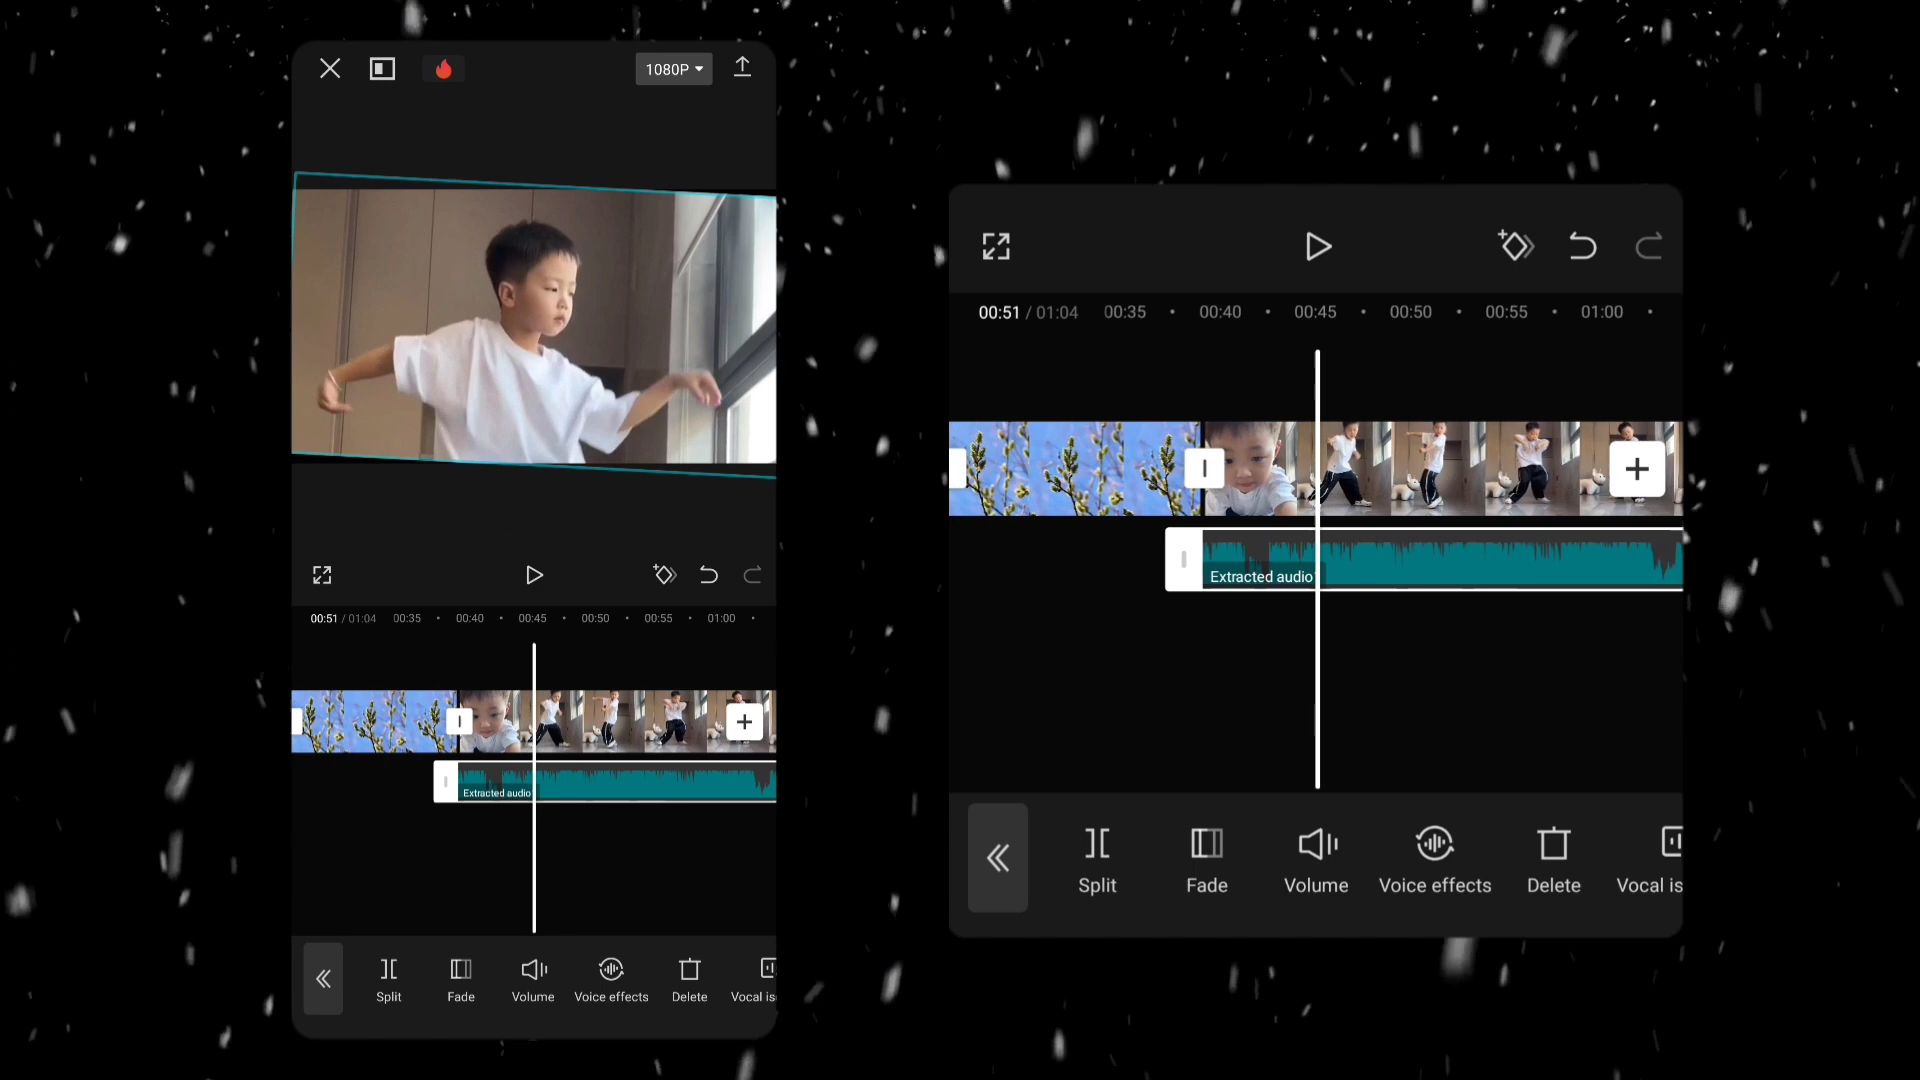 1080P
00:51 / 01:04 00:35 00:40 00:45 00:50 00:55 01:00
Extracted audio
Split Fade Volume Voice effects Delete Vocal is
00:51 / 01:04 00:35 00:40 00:45 00:50 00:55 01:00
Extracted audio
Split Fade Volume Voice effects Delete Vocal is